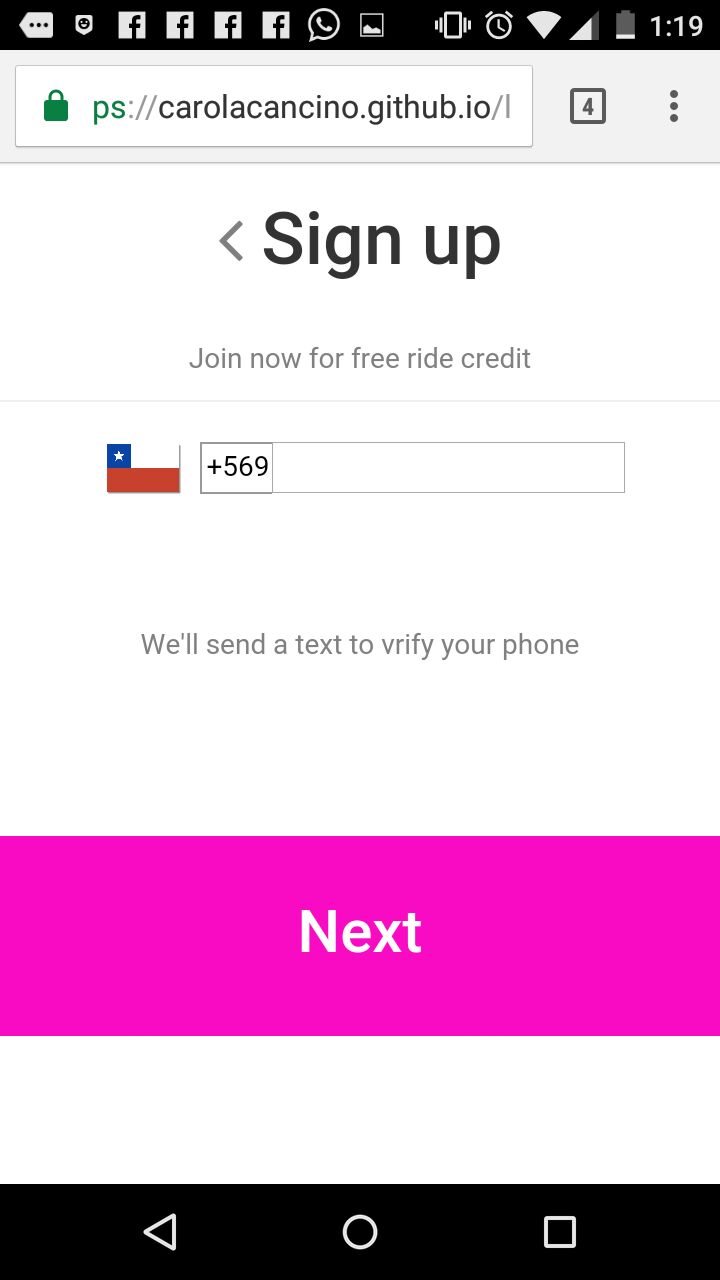 1:19
ps://carolacancino.github.io/l
4
Sign up
Join now for free ride credit
+569
We'll send a text to vrify your phone
Next